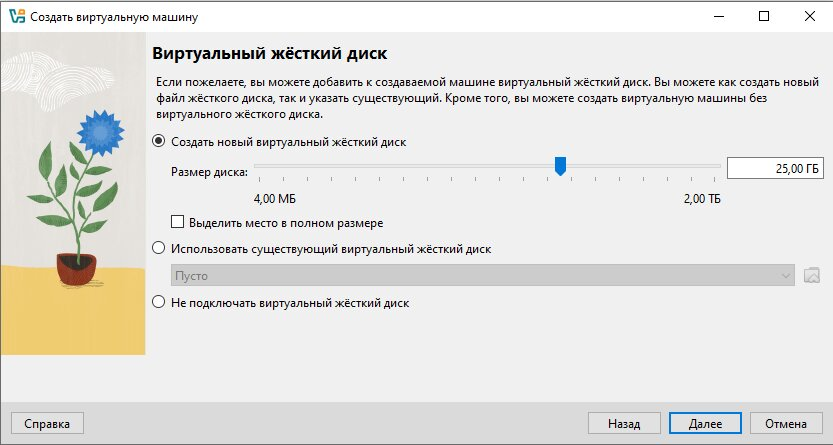 Создать виртуальную машину
Виртуальный жёсткий диск
Если пожелаете, вы можете добавить к создаваемой машине виртуальный жёсткий диск. Вы можете как создать новый
файл жёсткого диска, так и указать существующий. Кроме того, вы можете создать виртуальную машины без
виртуального жёсткого диска.
Создать новый виртуальный жёсткий диск
Размер диска:
25,00 ГБ
4,00 МБ
2,00 ТБ
Выделить место в полном размере
Использовать существующий виртуальный жёсткий диск
Пусто
Не подключать виртуальный жёсткий диск
Справка
Назад
Далее
Отмена